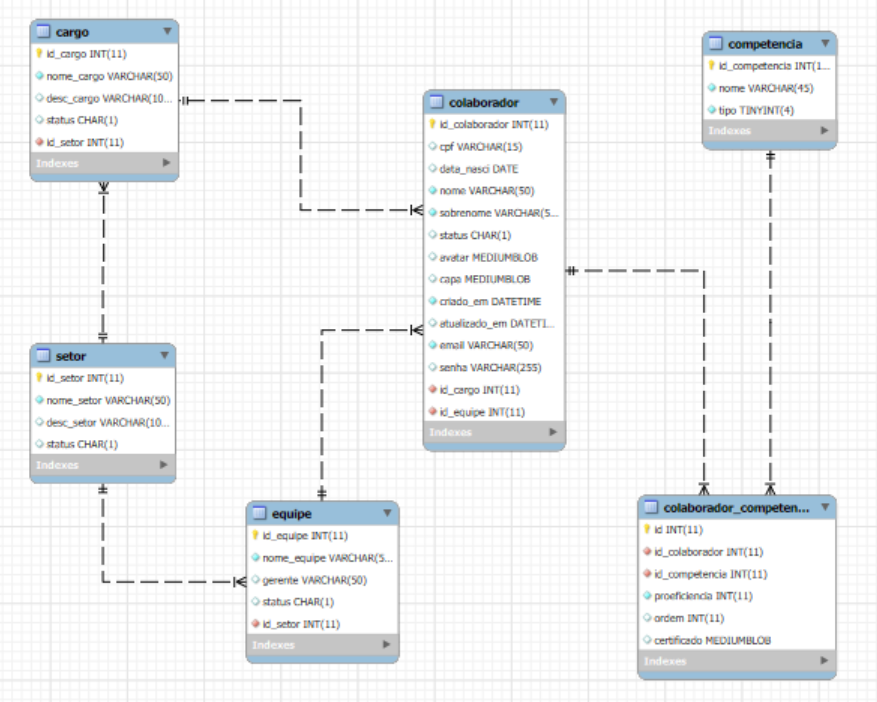 cargo
id_cargo INT(11)
nome_cargo VARCHAR(50)
desc_cargo VARCHAR(10...
status CHAR(1)
id_setor INT(11)
Indexes
competencia
id_competencia INT(1...
nome VARCHAR(45)
tipo TINYINT(4)
Indexes
colaborador
id_colaborador INT(11)
cpf VARCHAR(15)
data_nasci DATE
nome VARCHAR(50)
sobrenome VARCHAR(5...
status CHAR(1)
avatar MEDIUMBLOB
capa MEDIUMBLOB
criado_em DATETIME
atualizado_em DATETI...
email VARCHAR(50)
senha VARCHAR(255)
id_cargo INT(11)
id_equipe INT(11)
Indexes
setor
id_setor INT(11)
nome_setor VARCHAR(50)
desc_setor VARCHAR(10...
status CHAR(1)
Indexes
equipe
id_equipe INT(11)
nome_equipe VARCHAR(5...
gerente VARCHAR(50)
status CHAR(1)
id_setor INT(11)
Indexes
colaborador_competen...
id INT(11)
id_colaborador INT(11)
id_competencia INT(11)
proeficiencia INT(11)
ordem INT(11)
certificado MEDIUMBLOB
Indexes